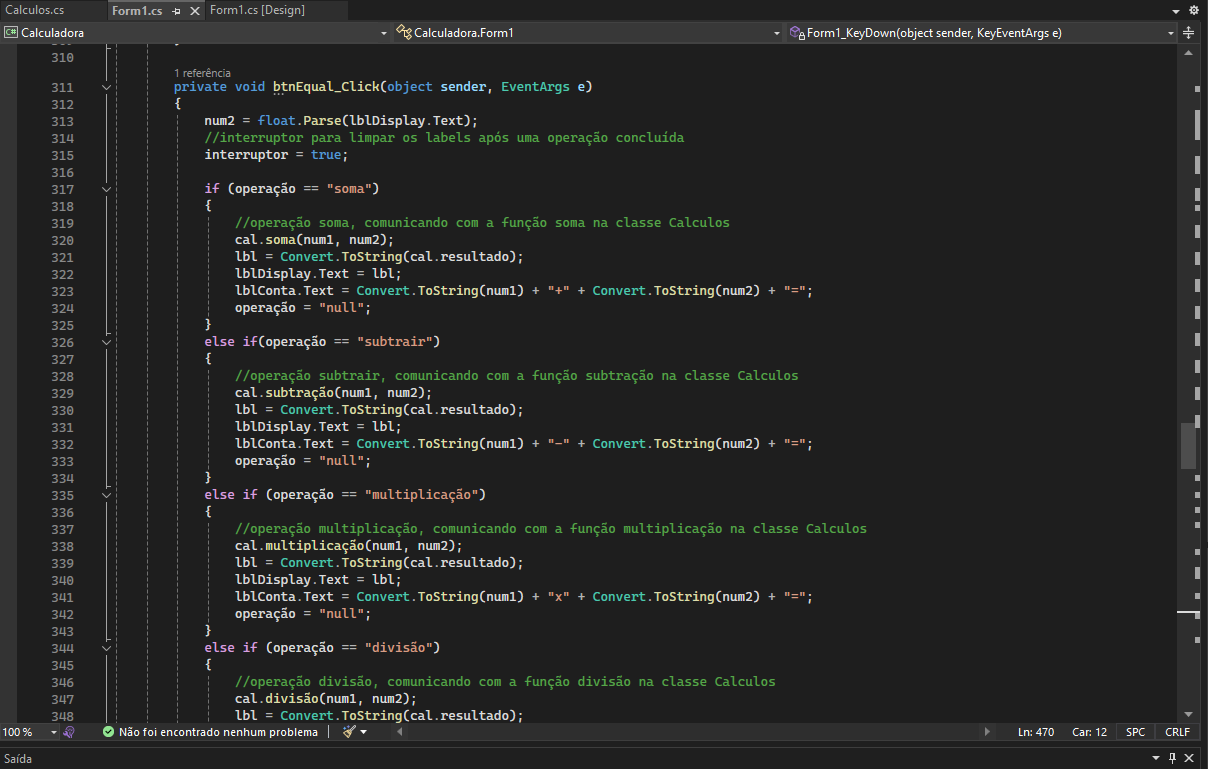 Calculos.cs Form1.cs Form1.cs [Design]
Calculadora Calculadora.Form1 Form1_KeyDown(object sender, KeyEventArgs e)
310
1 referência
311 private void btnEqual_Click(object sender, EventArgs e)
312 {
313 num2 = float.Parse(lblDisplay.Text);
314 //interruptor para limpar os labels após uma operação concluida
315 interruptor = true;
316
317 if (operação == "soma")
318 {
319 //operação soma, comunicando com a função soma na classe Calculos
320 cal.soma(num1, num2);
321 lbl = Convert.ToString(cal.resultado);
322 lblDisplay.Text = lbl;
323 lblConta.Text = Convert.ToString(num1) + "+" + Convert.ToString(num2) + "=";
324 operação = "null";
325 }
326 else if(operação == "subtrair")
327 {
328 //operação subtrair, comunicando com a função subtração na classe Calculos
329 cal.subtração(num1, num2);
330 lbl = Convert.ToString(cal.resultado);
331 lblDisplay.Text = lbl;
332 lblConta.Text = Convert.ToString(num1) + "-" + Convert.ToString(num2) + "=";
333 operação = "null";
334 }
335 else if (operação == "multiplicação")
336 {
337 //operação multiplicação, comunicando com a função multiplicação na classe Calculos
338 cal.multiplicação(num1, num2);
339 lbl = Convert.ToString(cal.resultado);
340 lblDisplay.Text = lbl;
341 lblConta.Text = Convert.ToString(num1) + "x" + Convert.ToString(num2) + "=";
342 operação = "null";
343 }
344 else if (operação == "divisão")
345 {
346 //operação divisão, comunicando com a função divisão na classe Calculos
347 cal.divisão(num1, num2);
348 lbl = Convert.ToString(cal.resultado);
100 % Não foi encontrado nenhum problema Ln: 470 Car: 12 SPC CRLF
Saída